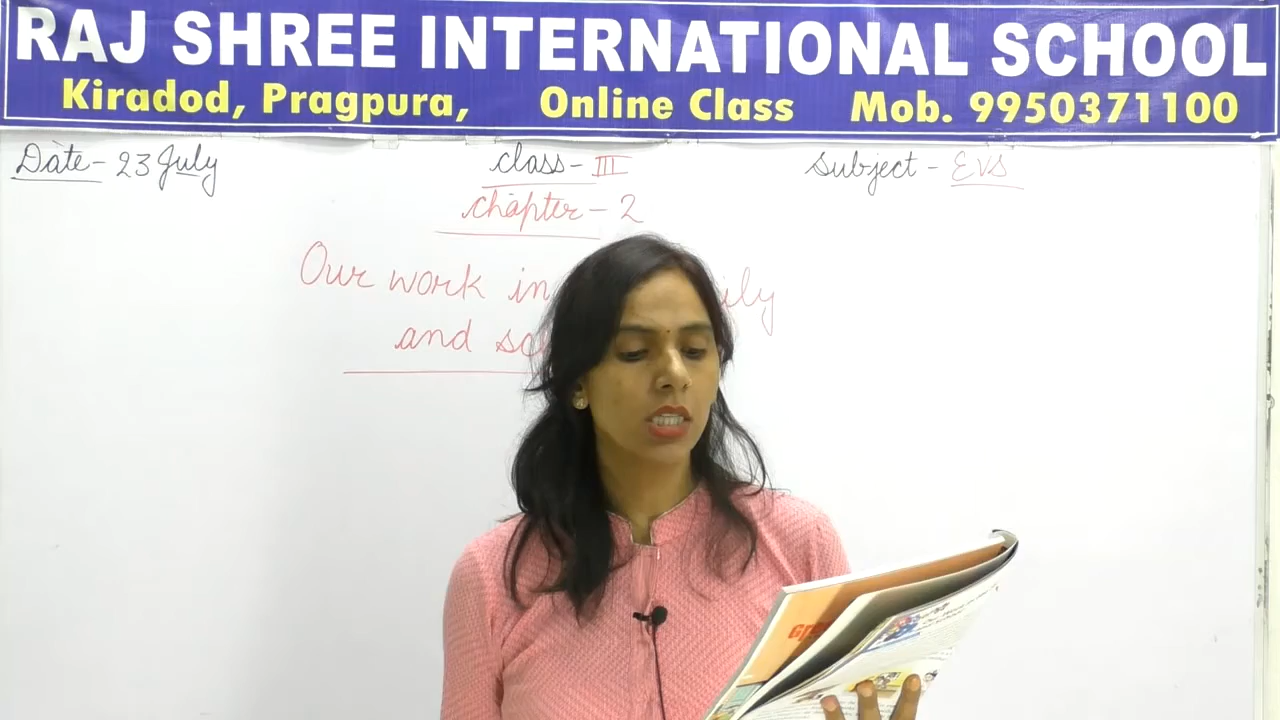 RAJ SHREE INTERNATIONAL SCHOOL
Kiradod, Pragpura, Online Class Mob. 9950371100
Date - 23 July class - III Subject - EVS
chapter - 2
Our work in
and